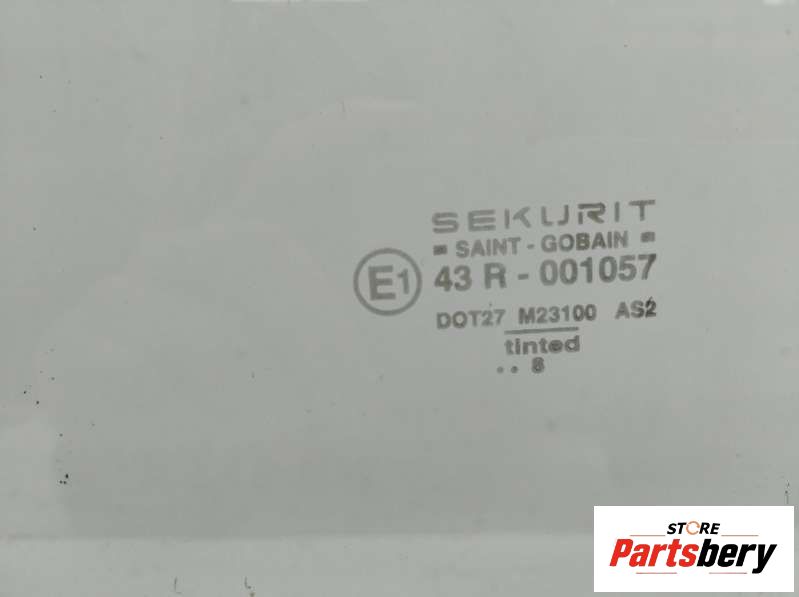 SEKURIT
SAINT - GOBAIN
E1 43 R - 001057
DOT27 M23100 AS2
tinted
. . 8
STORE
Partsbery